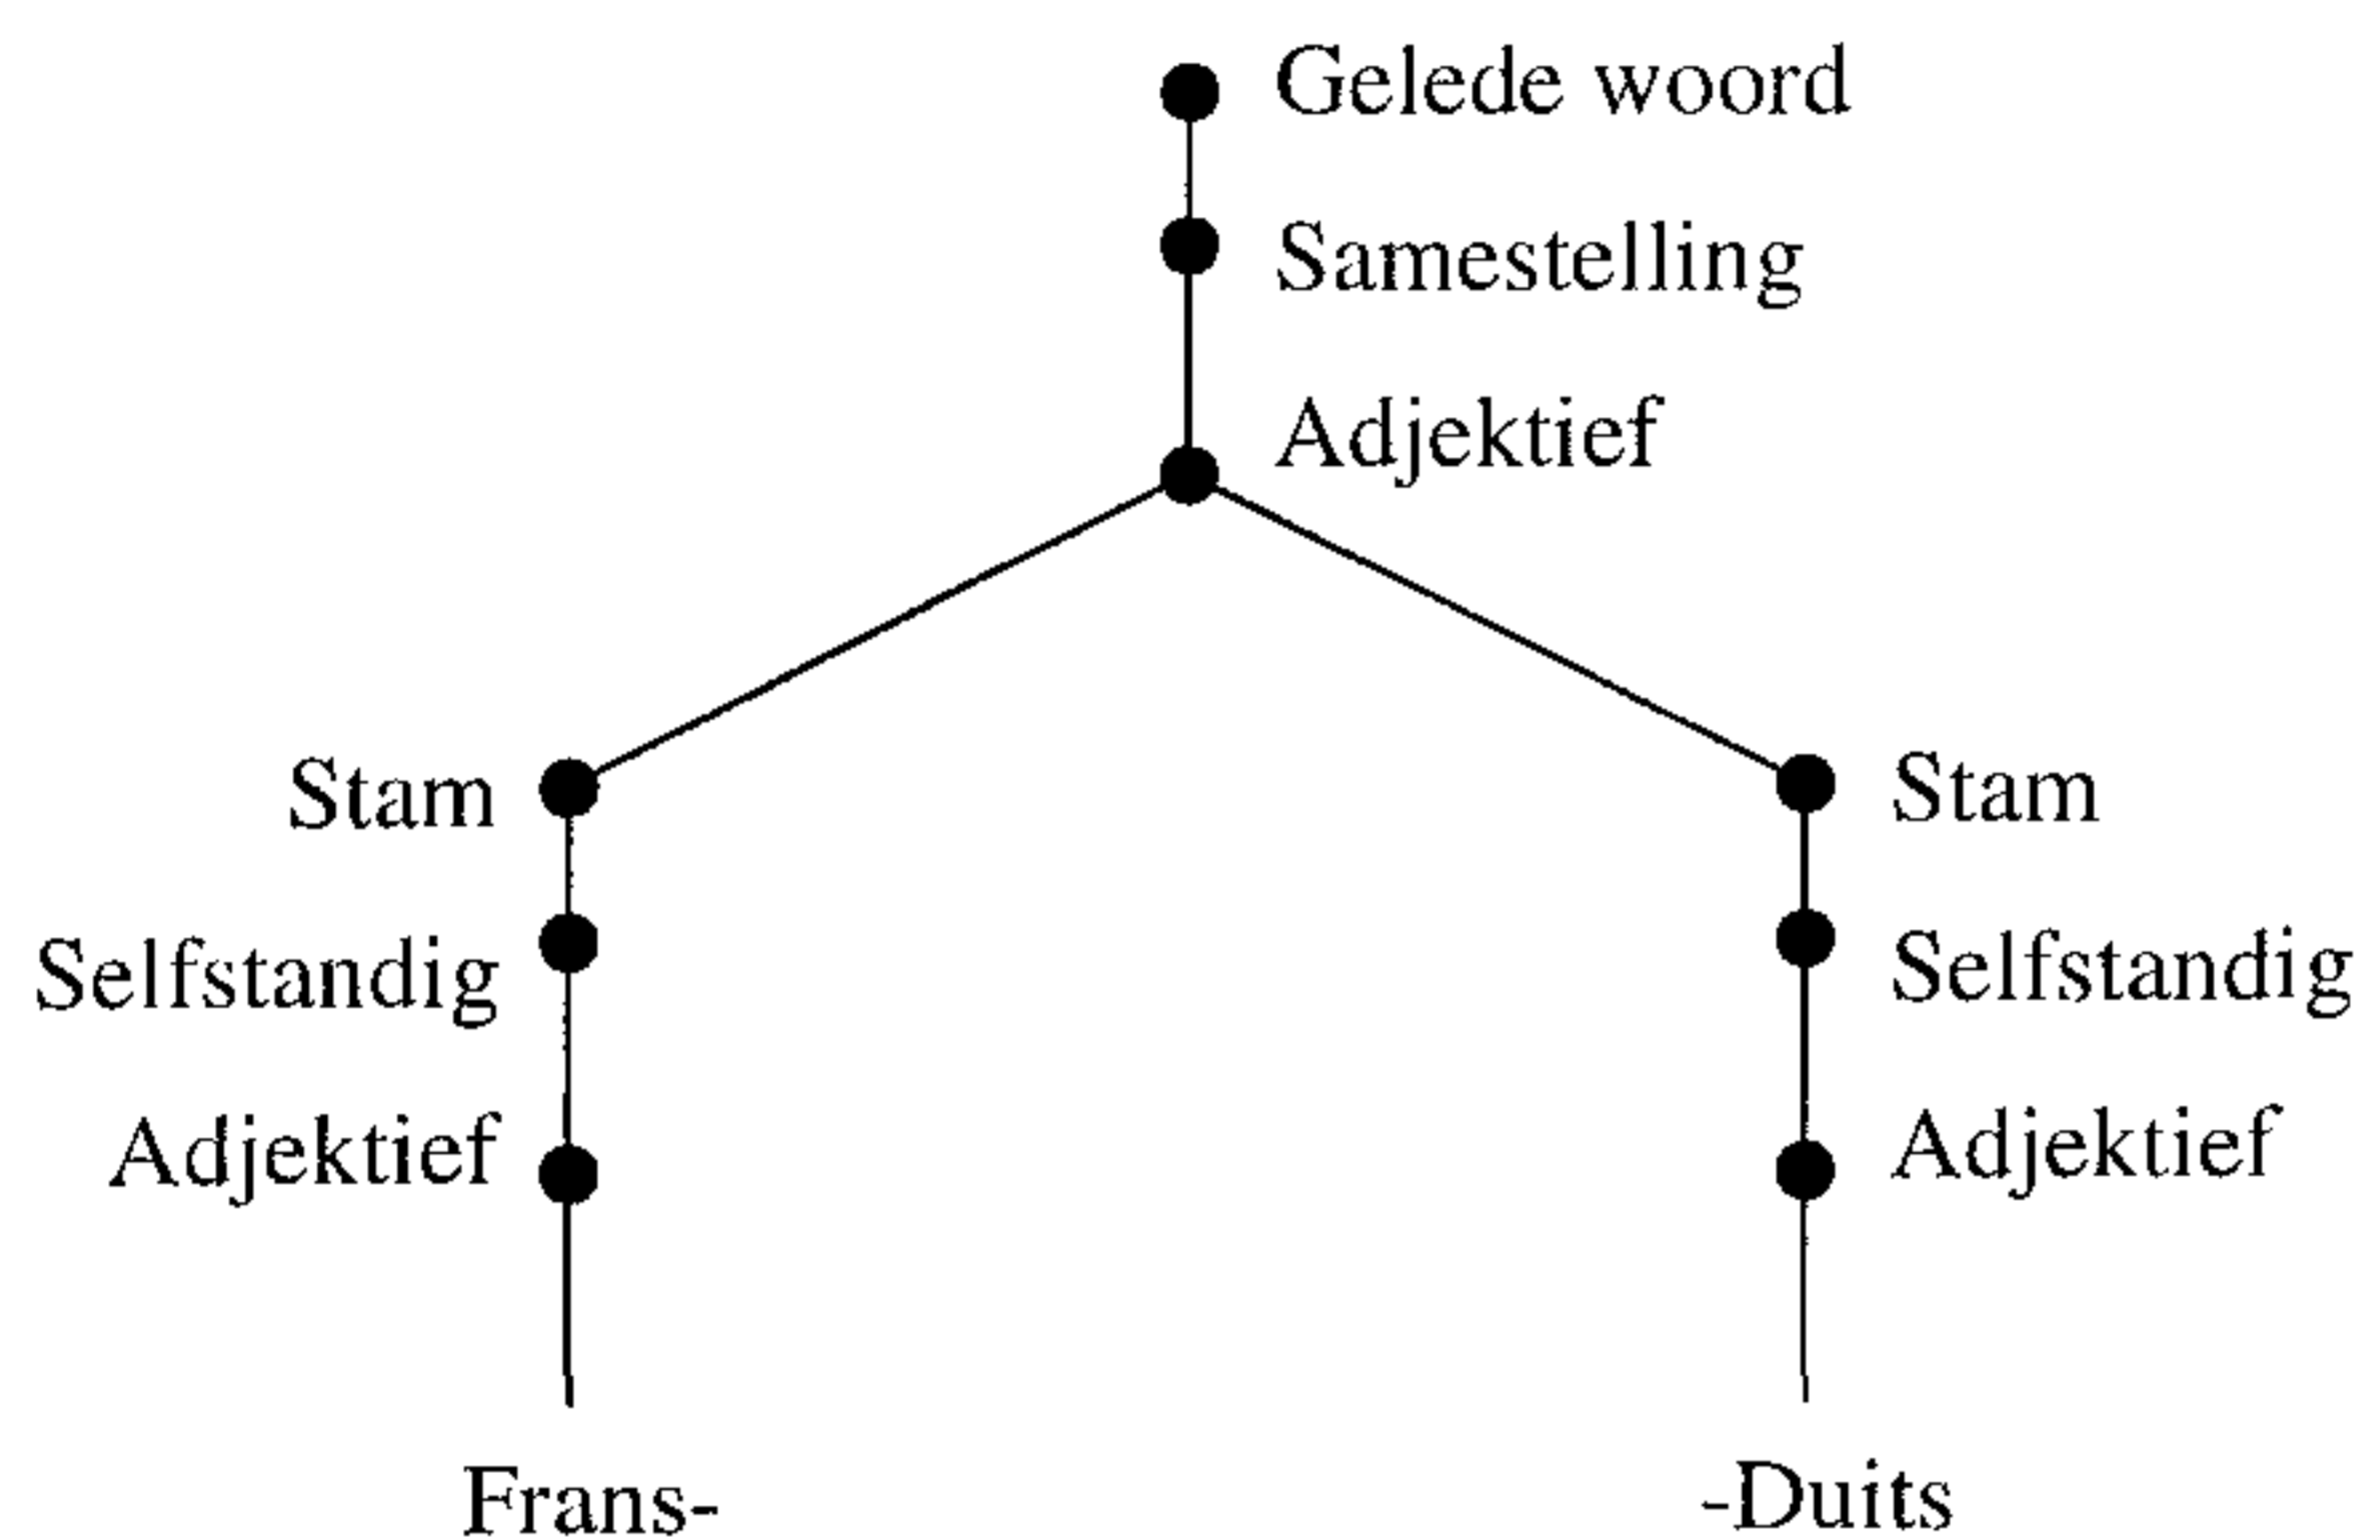 Gelede woord
Samestelling
Adjektief
Stam
Stam
Selfstandig
Selfstandig
Adjektief
Adjektief
Frans-
-Duits